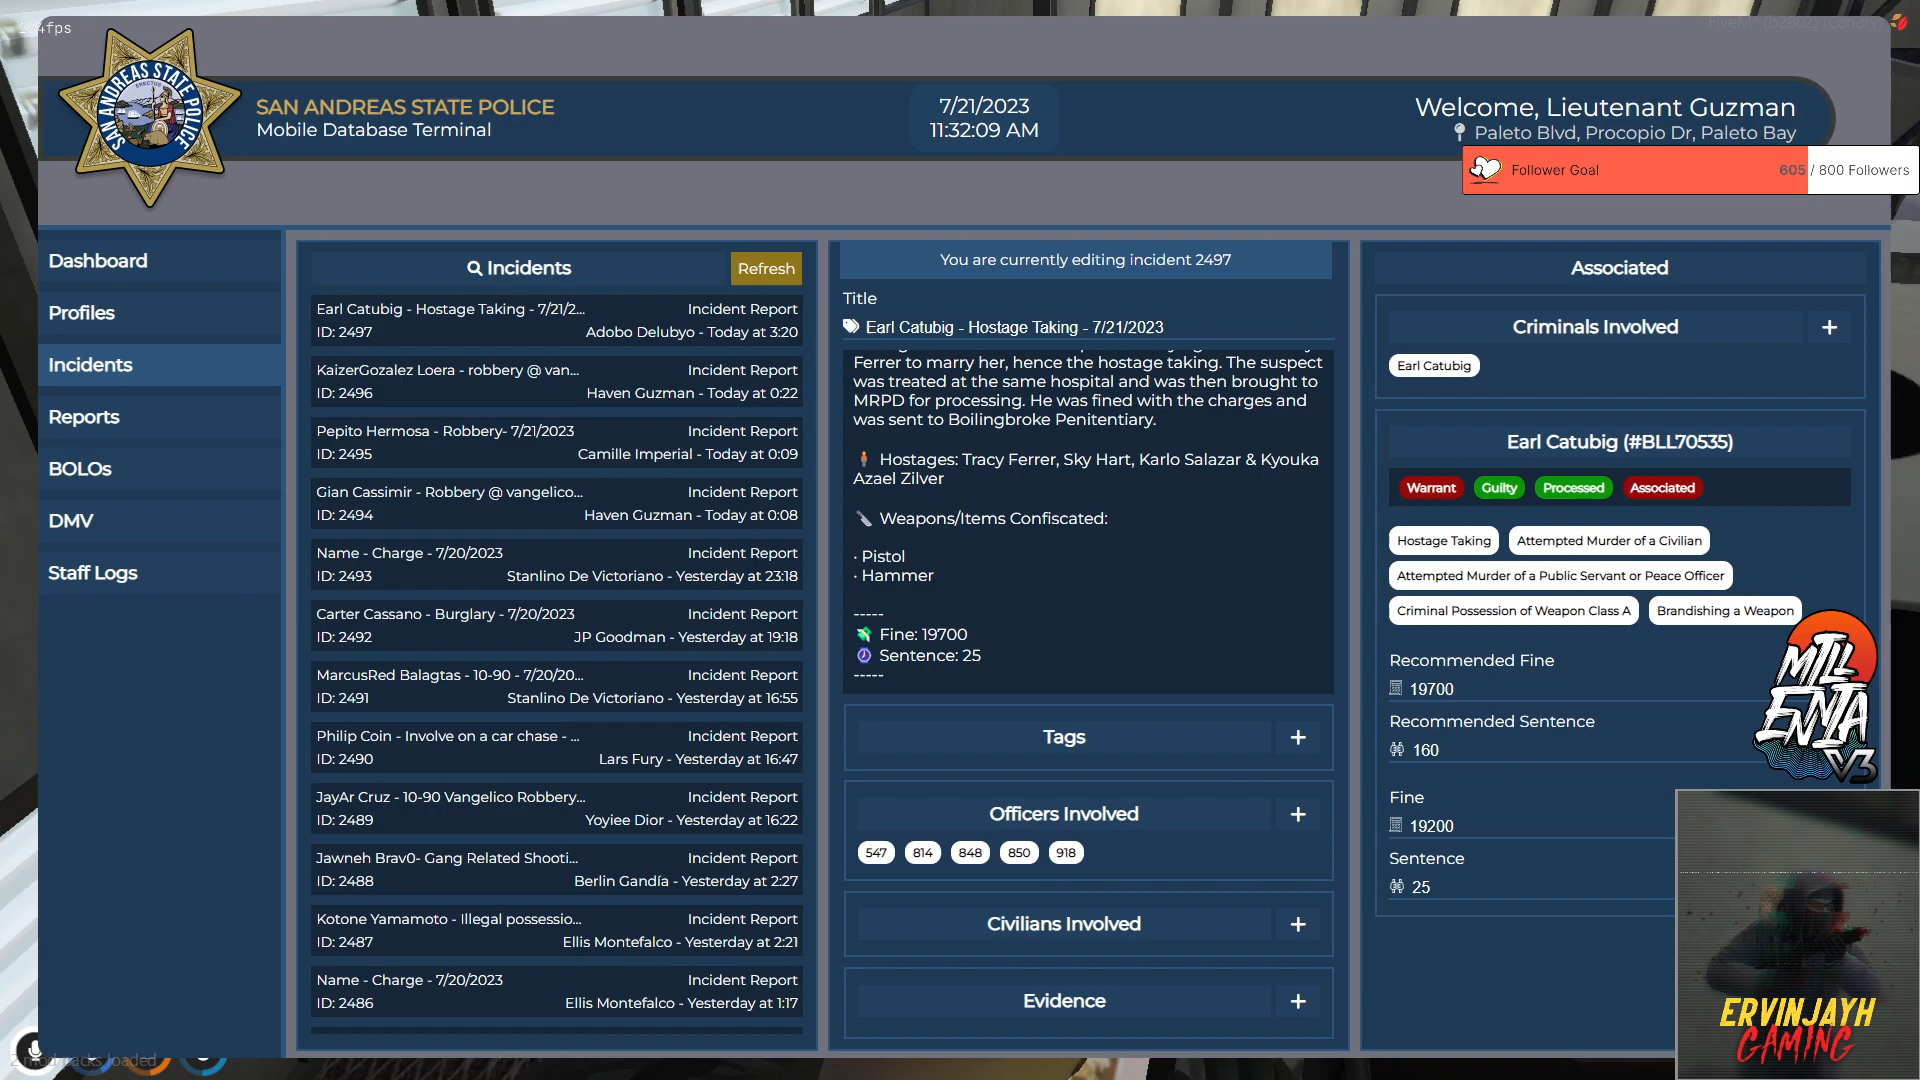 SAN ANDREAS STATE POLICE
SAN ANDREAS STATE POLICE
Mobile Database Terminal
7/21/2023
11:32:09 AM
Welcome, Lieutenant Guzman
Paleto Blvd, Procopio Dr, Paleto Bay
Follower Goal
605 / 800 Followers
Dashboard
Profiles
Incidents
Reports
BOLOs
DMV
Staff Logs
Incidents
Refresh
Earl Catubig - Hostage Taking - 7/21/2... Incident Report
ID: 2497 Adobo Delubyo - Today at 3:20
KaizerGozalez Loera - robbery @ van... Incident Report
ID: 2496 Haven Guzman - Today at 0:22
Pepito Hermosa - Robbery- 7/21/2023 Incident Report
ID: 2495 Camille Imperial - Today at 0:09
Gian Cassimir - Robbery @ vangelico... Incident Report
ID: 2494 Haven Guzman - Today at 0:08
Name - Charge - 7/20/2023 Incident Report
ID: 2493 Stanlino De Victoriano - Yesterday at 23:18
Carter Cassano - Burglary - 7/20/2023 Incident Report
ID: 2492 JP Goodman - Yesterday at 19:18
MarcusRed Balagtas - 10-90 - 7/20/20... Incident Report
ID: 2491 Stanlino De Victoriano - Yesterday at 16:55
Philip Coin - Involve on a car chase - ... Incident Report
ID: 2490 Lars Fury - Yesterday at 16:47
JayAr Cruz - 10-90 Vangelico Robbery... Incident Report
ID: 2489 Yoyiee Dior - Yesterday at 16:22
Jawneh Brav0- Gang Related Shooti... Incident Report
ID: 2488 Berlin Gandía - Yesterday at 2:27
Kotone Yamamoto - Illegal possessio... Incident Report
ID: 2487 Ellis Montefalco - Yesterday at 2:21
Name - Charge - 7/20/2023 Incident Report
ID: 2486 Ellis Montefalco - Yesterday at 1:17
You are currently editing incident 2497
Title
Earl Catubig - Hostage Taking - 7/21/2023
Ferrer to marry her, hence the hostage taking. The suspect
was treated at the same hospital and was then brought to
MRPD for processing. He was fined with the charges and
was sent to Boilingbroke Penitentiary.
Hostages: Tracy Ferrer, Sky Hart, Karlo Salazar & Kyouka
Azael Zilver
Weapons/Items Confiscated:
· Pistol
· Hammer
-----
Fine: 19700
Sentence: 25
-----
Tags +
Officers Involved +
547 814 848 850 918
Civilians Involved +
Evidence +
Associated
Criminals Involved +
Earl Catubig
Earl Catubig (#BLL70535)
Warrant Guilty Processed Associated
Hostage Taking Attempted Murder of a Civilian
Attempted Murder of a Public Servant or Peace Officer
Criminal Possession of Weapon Class A Brandishing a Weapon
Recommended Fine
19700
Recommended Sentence
160
Fine
19200
Sentence
25
MILL
ENNIA
V3
ERVINJAYH
GAMING